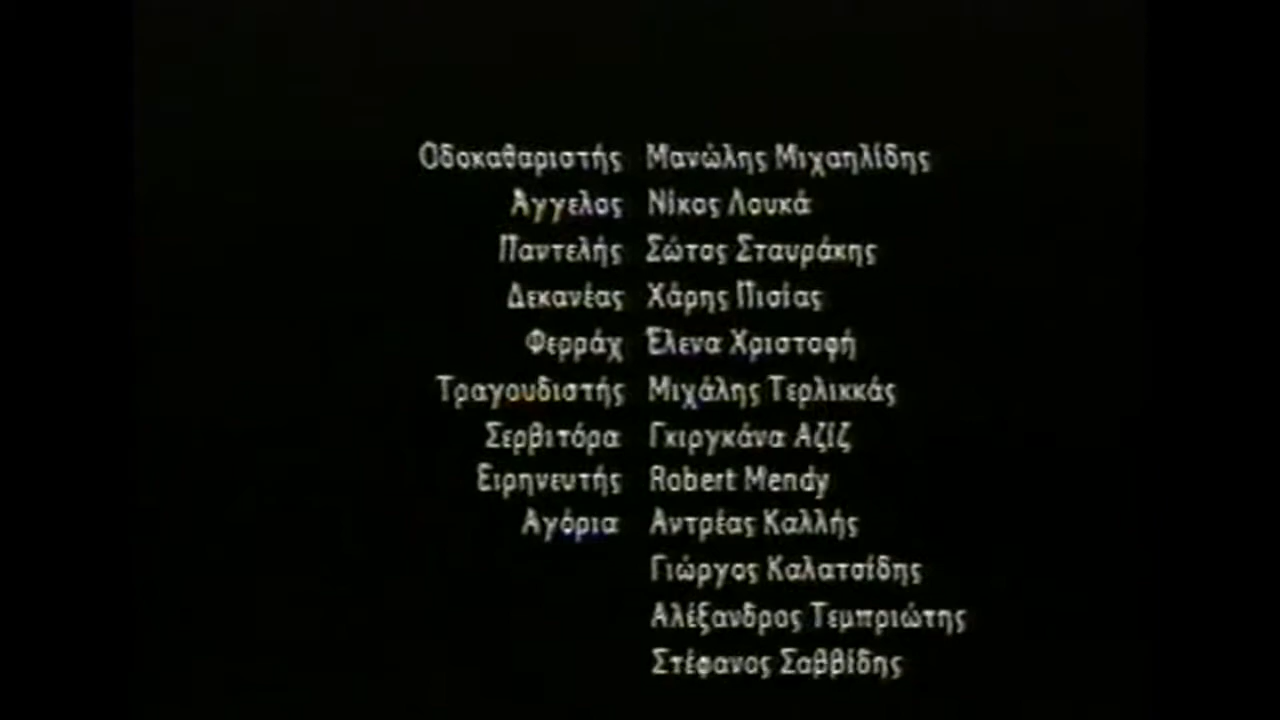 Οδοκαθαριστής Μανώλης Μιχαηλίδης
Άγγελος Νίκος Λουκά
Παντελής Σώτος Σταυράκης
Δεκανέας Χάρης Πισίας
Φερράχ Έλενα Χριστοφή
Τραγουδιστής Μιχάλης Τερλικκάς
Σερβιτόρα Γκιργκάνα Αζίζ
Ειρηνευτής Robert Mendy
Αγόρια Αντρέας Καλλής
Γιώργος Καλατσίδης
Αλέξανδρος Τεμπριώτης
Στέφανος Σαββίδης